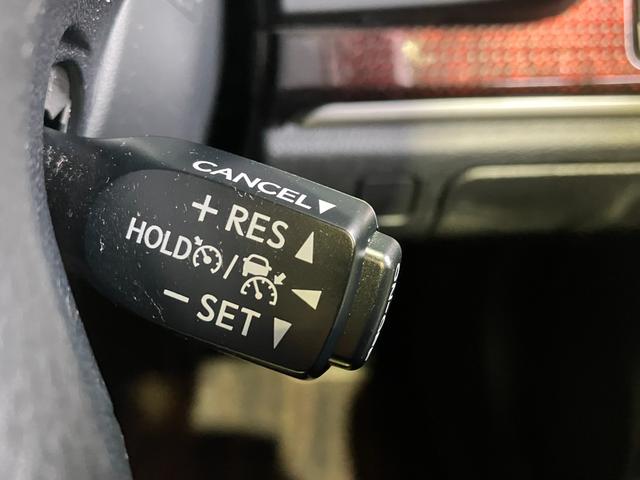 CANCEL▼
+ RES ▲
HOLD /
− SET ▼